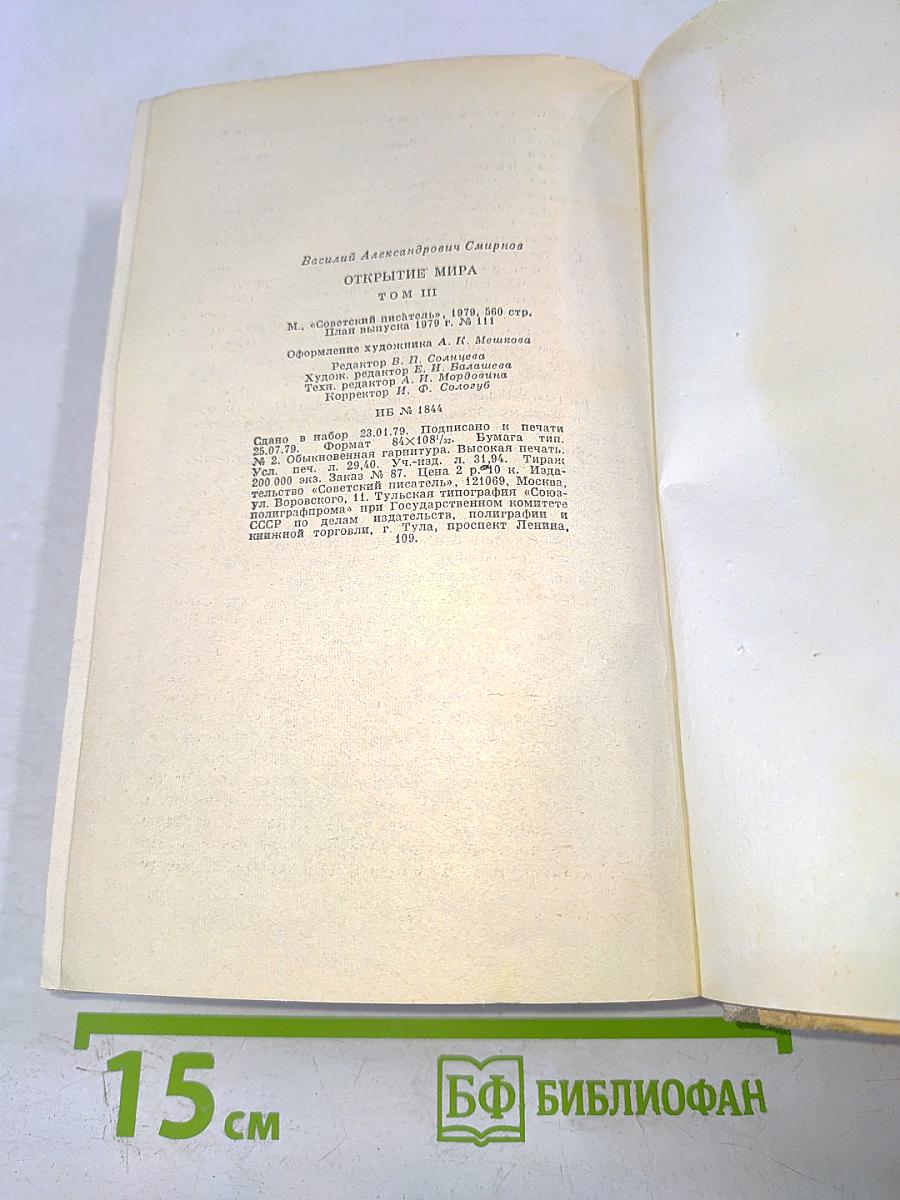 Василий Александрович Смирнов
ОТКРЫТИЕ МИРА
ТОМ III
М., «Советский писатель», 1979, 560 стр.
План выпуска 1979 г. № 111
Оформление художника А. К. Мешкова
Редактор В. П. Солнцева
Худож. редактор Е. И. Балашева
Техн. редактор А. И. Мордовина
Корректор И. Ф. Сологуб
ИБ № 1844
Сдано в набор 23.01.79. Подписано к печати
25.07.79. Формат 84×108¹/₃₂. Бумага тип.
№ 2. Обыкновенная гарнитура. Высокая печать.
Усл. печ. л. 29,40. Уч.-изд. л. 31,94. Тираж
200 000 экз. Заказ № 87. Цена 2 р. 10 к. Изда-
тельство «Советский писатель», 121069, Москва,
ул. Воровского, 11. Тульская типография «Союз-
полиграфпрома» при Государственном комитете
СССР по делам издательств, полиграфии и
книжной торговли, г. Тула, проспект Ленина,
109.
15 см
БФ БИБЛИОФАН